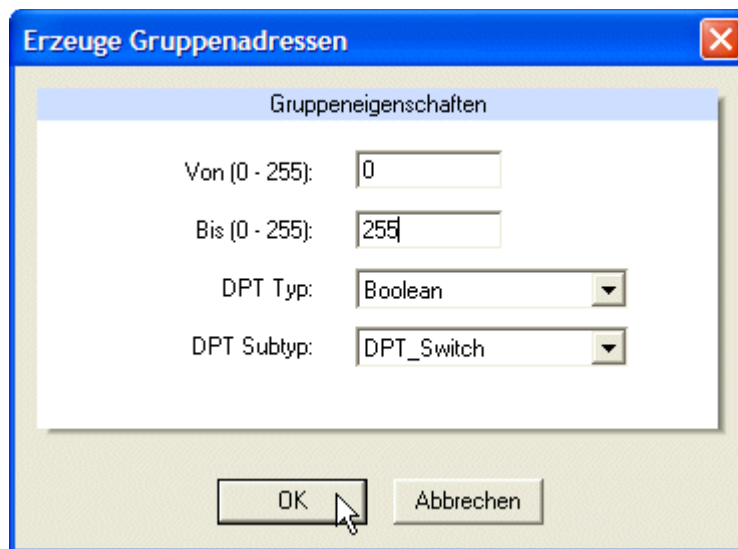 Erzeuge Gruppenadressen
Gruppeneigenschaften
Von (0 - 255): 0
Bis (0 - 255): 255
DPT Typ: Boolean
DPT Subtyp: DPT_Switch
OK Abbrechen